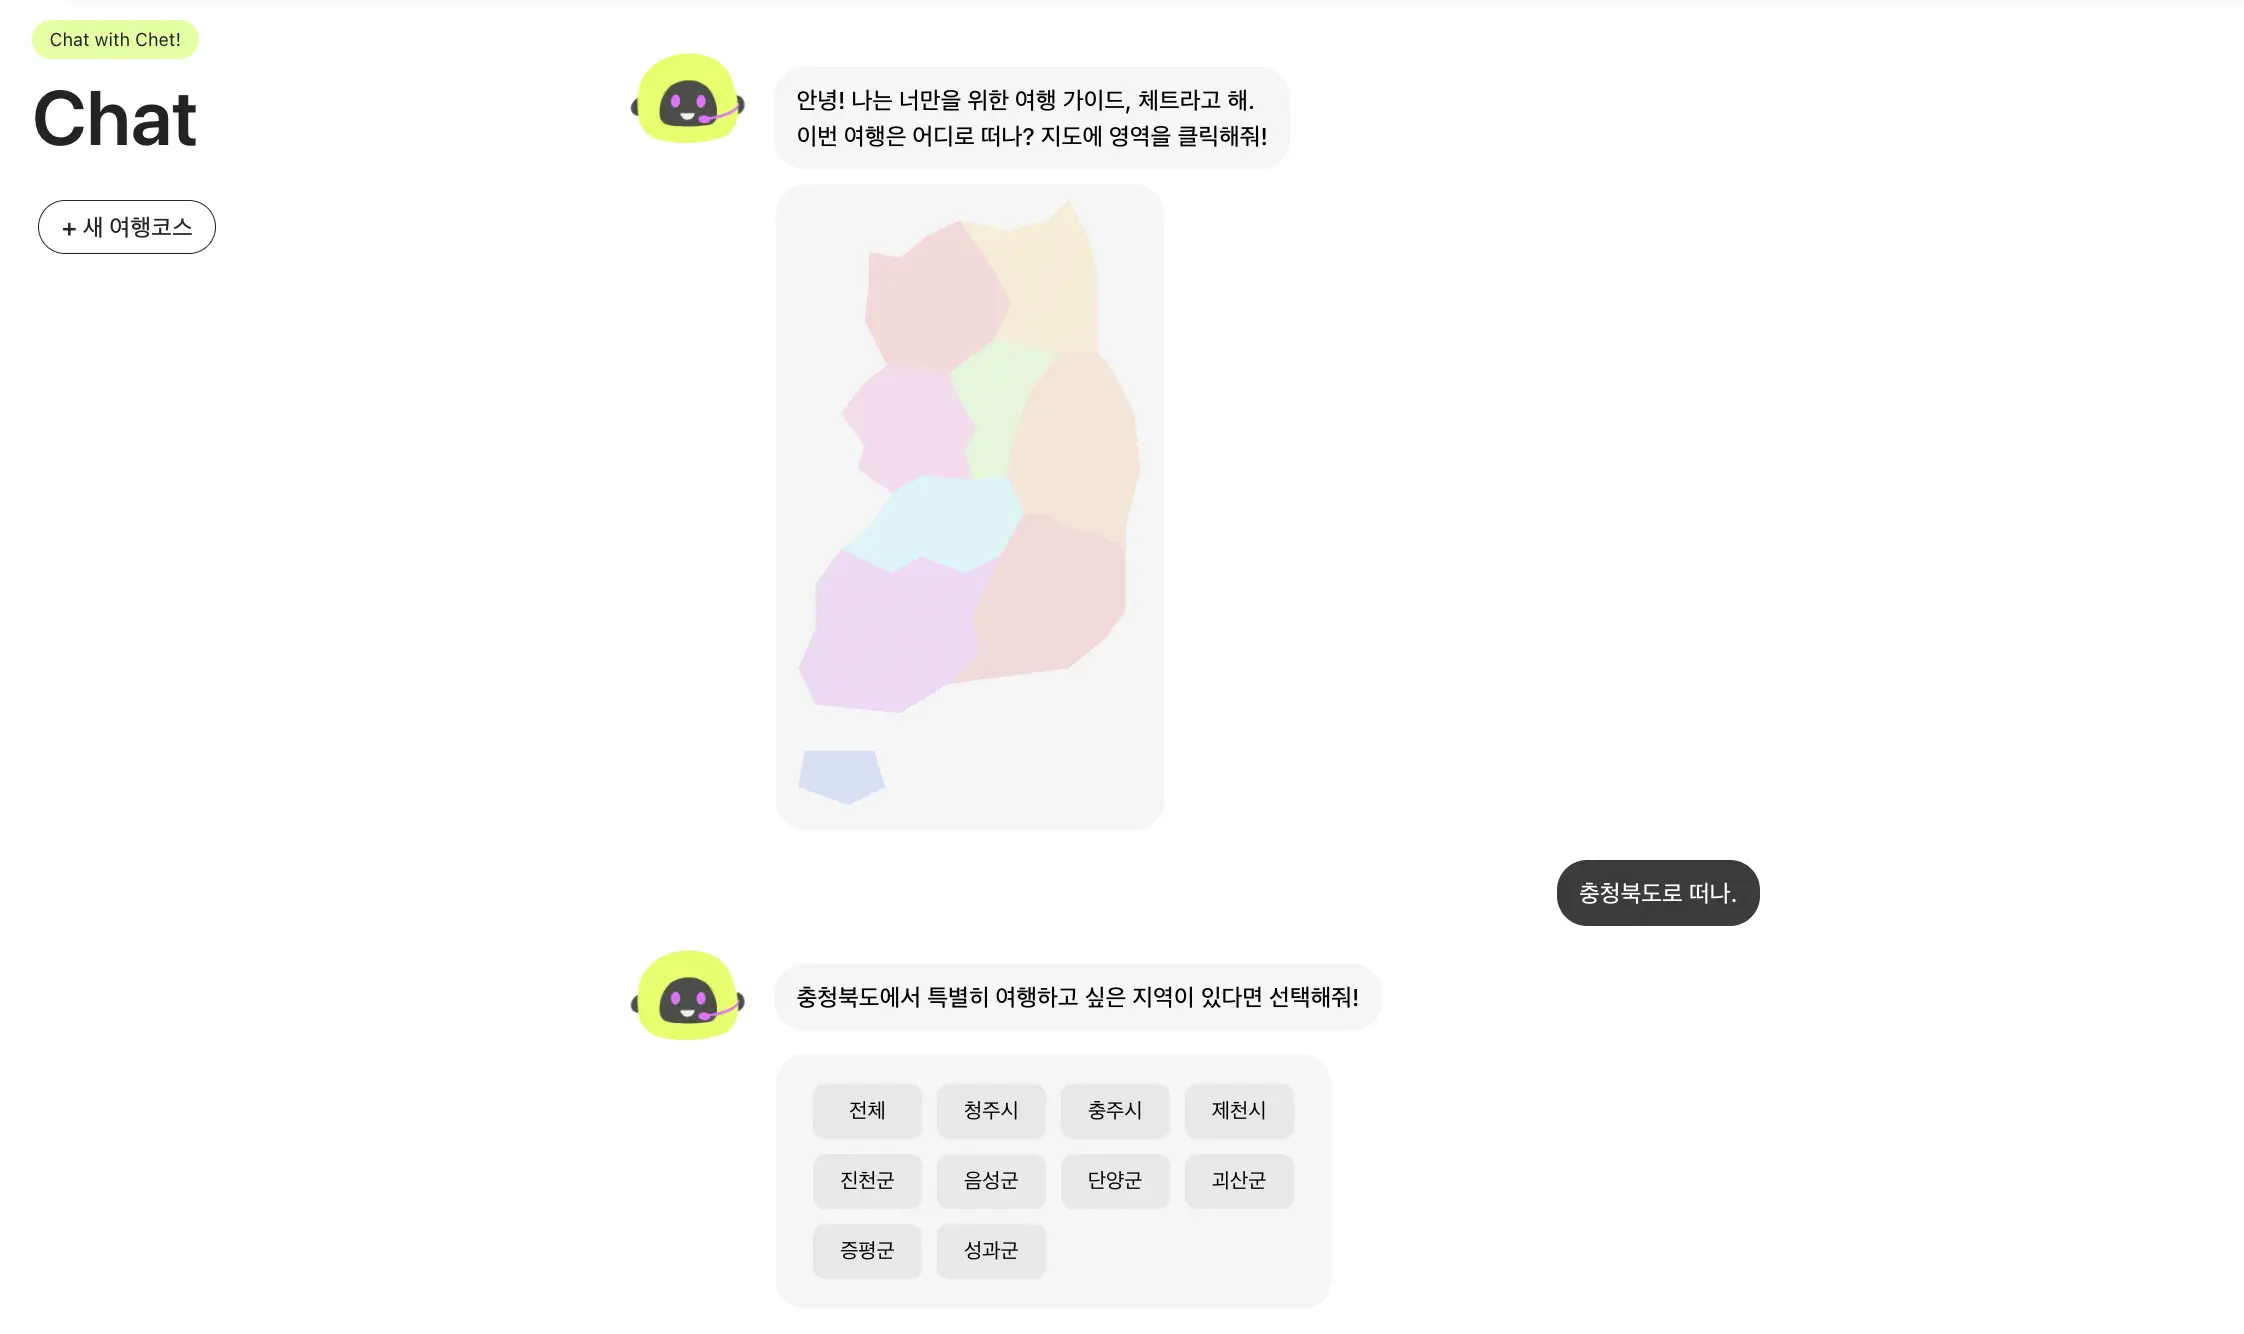 Chat with Chet!
Chat
+ 새 여행코스
안녕! 나는 너만을 위한 여행 가이드, 체트라고 해.
이번 여행은 어디로 떠나? 지도에 영역을 클릭해줘!
충청북도로 떠나.
충청북도에서 특별히 여행하고 싶은 지역이 있다면 선택해줘!
전체 청주시 충주시 제천시
진천군 음성군 단양군 괴산군
증평군 성과군